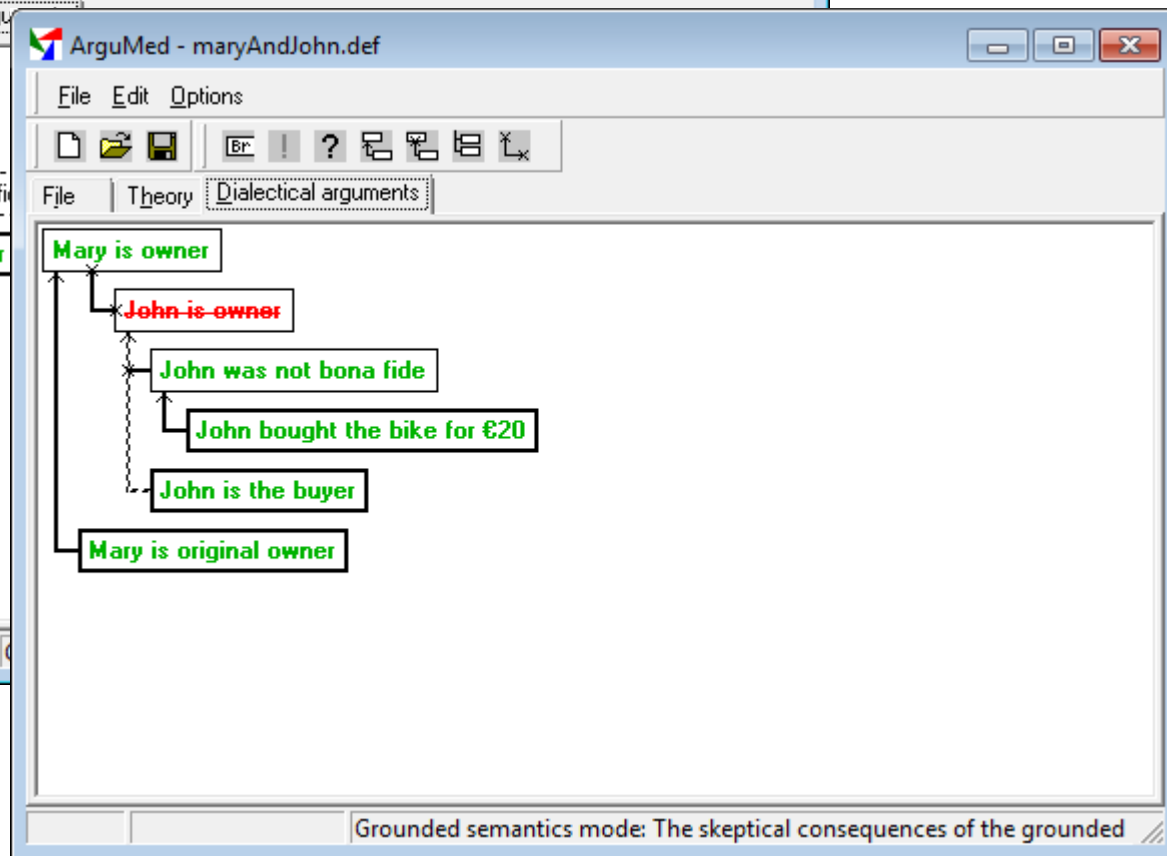 ArguMed - maryAndJohn.def
File Edit Options
Br ! ?
File Theory Dialectical arguments
Mary is owner
John is owner
John was not bona fide
John bought the bike for €20
John is the buyer
Mary is original owner
Grounded semantics mode: The skeptical consequences of the grounded